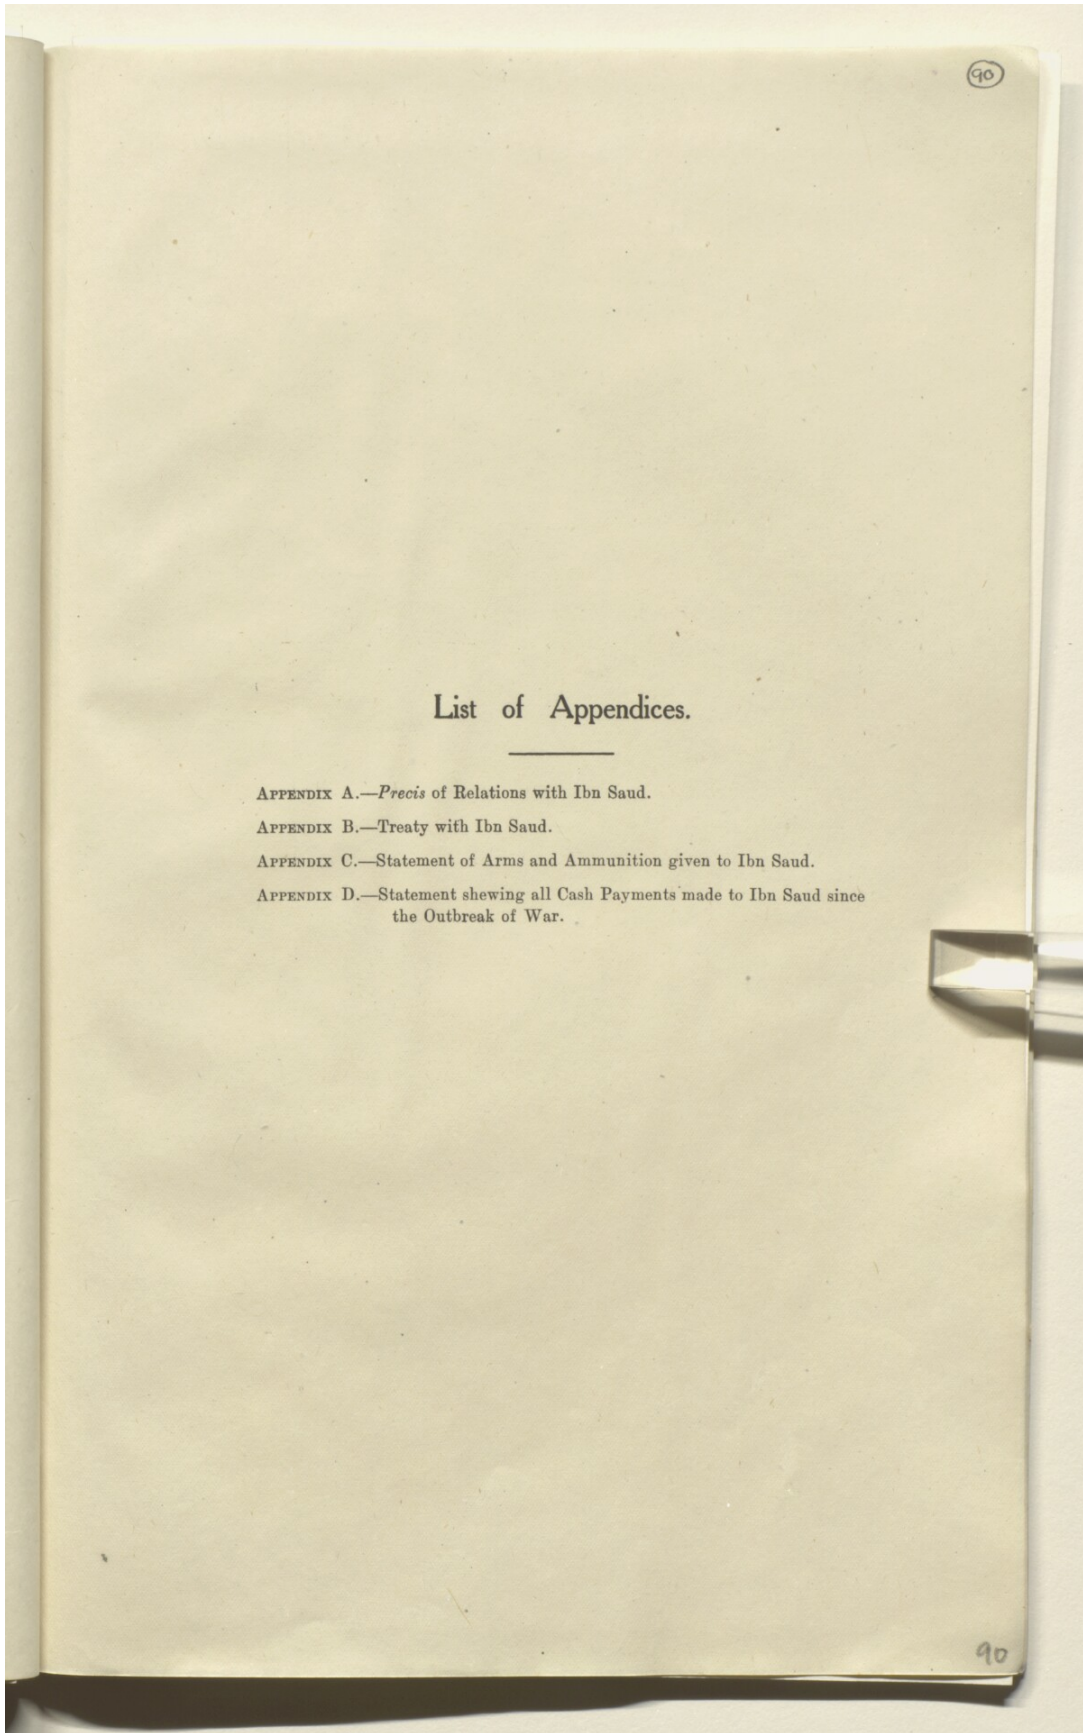 90
List of Appendices.
APPENDIX A.—Precis of Relations with Ibn Saud.
APPENDIX B.—Treaty with Ibn Saud.
APPENDIX C.—Statement of Arms and Ammunition given to Ibn Saud.
APPENDIX D.—Statement shewing all Cash Payments made to Ibn Saud since
the Outbreak of War.
90